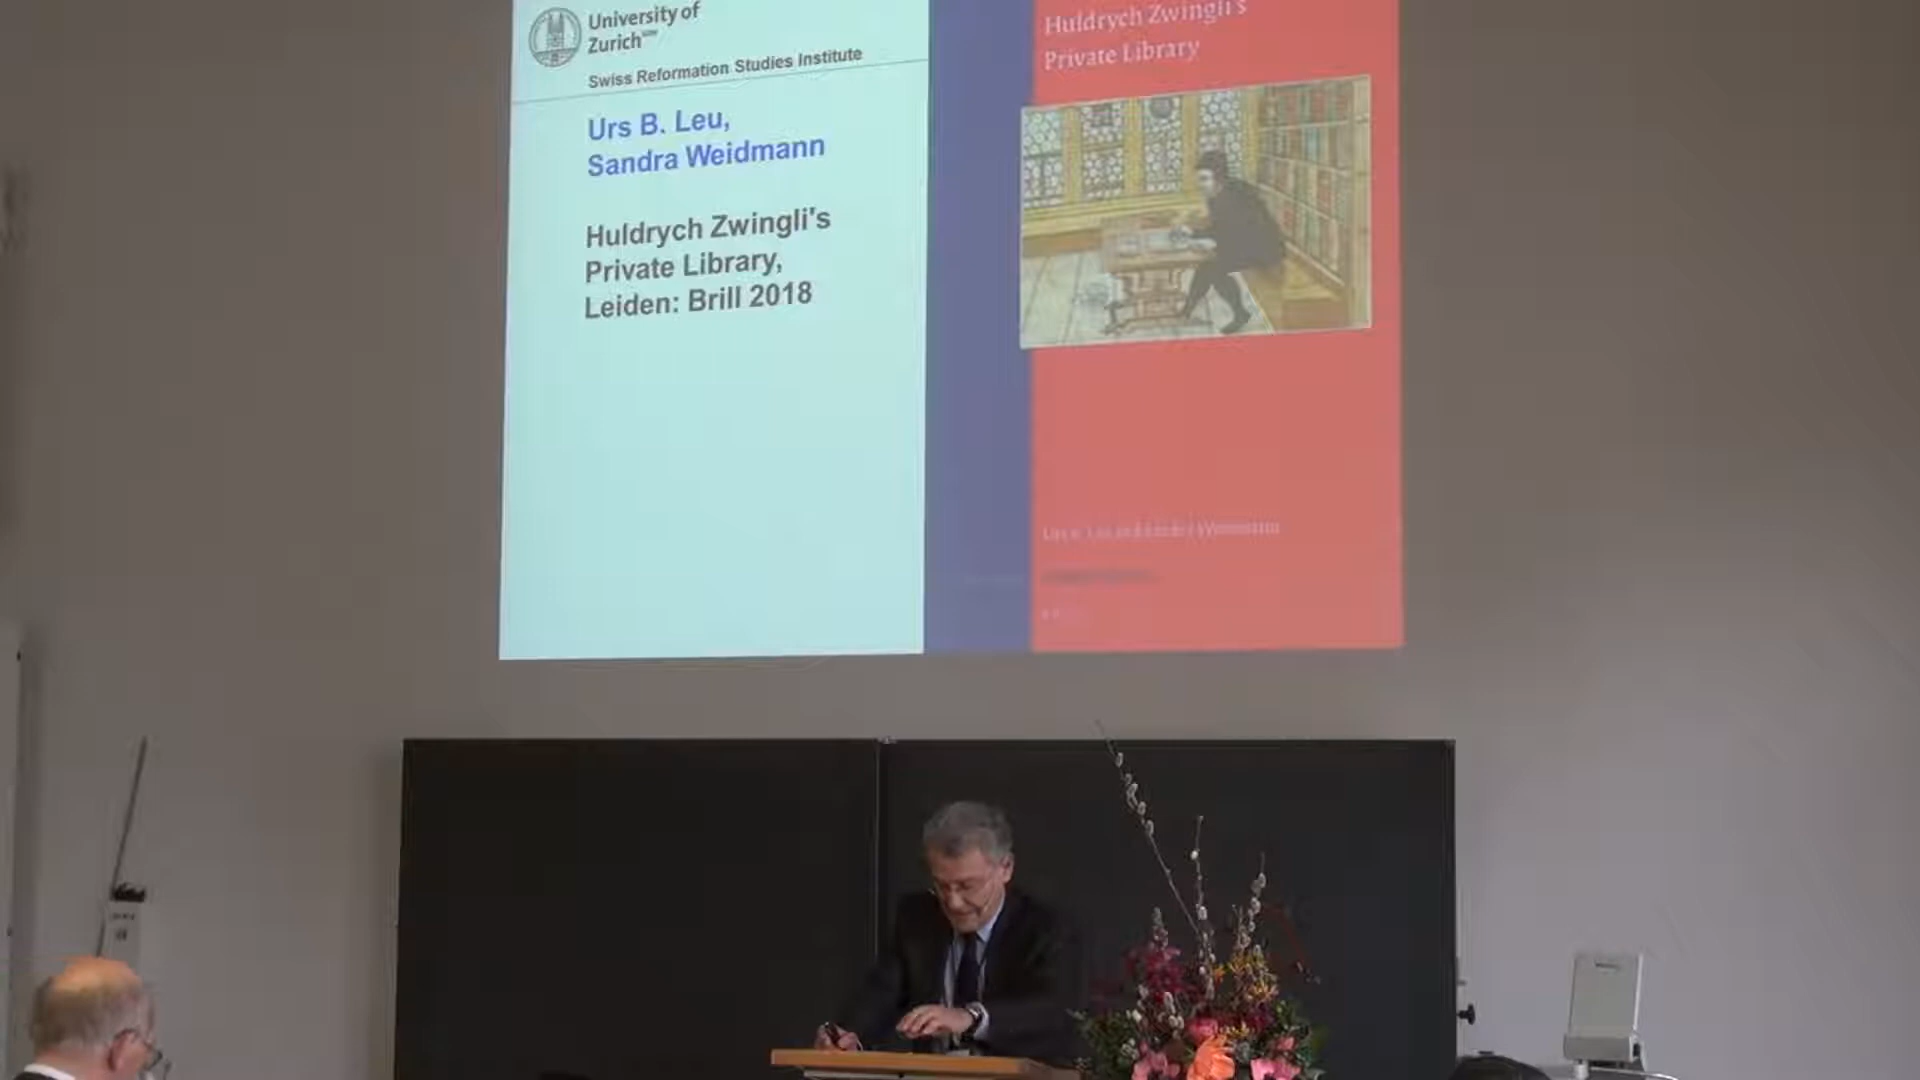 University of
Zurich
Swiss Reformation Studies Institute
Urs B. Leu,
Sandra Weidmann
Huldrych Zwingli's
Private Library,
Leiden: Brill 2018
Huldrych Zwingli's
Private Library